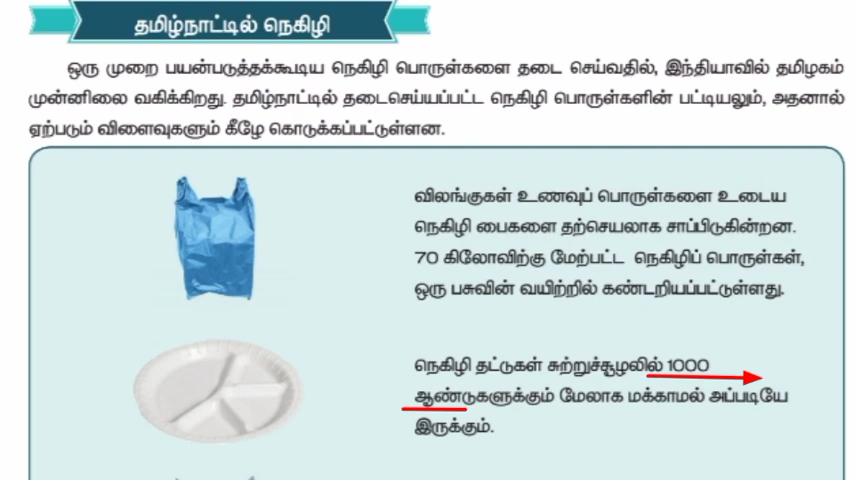 தமிழ்நாட்டில் நெகிழி
ஒரு முறை பயன்படுத்தக்கூடிய நெகிழி பொருள்களை தடை செய்வதில், இந்தியாவில் தமிழகம்
முன்னிலை வகிக்கிறது. தமிழ்நாட்டில் தடைசெய்யப்பட்ட நெகிழி பொருள்களின் பட்டியலும், அதனால்
ஏற்படும் விளைவுகளும் கீழே கொடுக்கப்பட்டுள்ளன.
விலங்குகள் உணவுப் பொருள்களை உடைய
நெகிழி பைகளை தற்செயலாக சாப்பிடுகின்றன.
70 கிலோவிற்கு மேற்பட்ட நெகிழிப் பொருள்கள்,
ஒரு பசுவின் வயிற்றில் கண்டறியப்பட்டுள்ளது.
நெகிழி தட்டுகள் சுற்றுச்சூழலில் 1000
ஆண்டுகளுக்கும் மேலாக மக்காமல் அப்படியே
இருக்கும்.